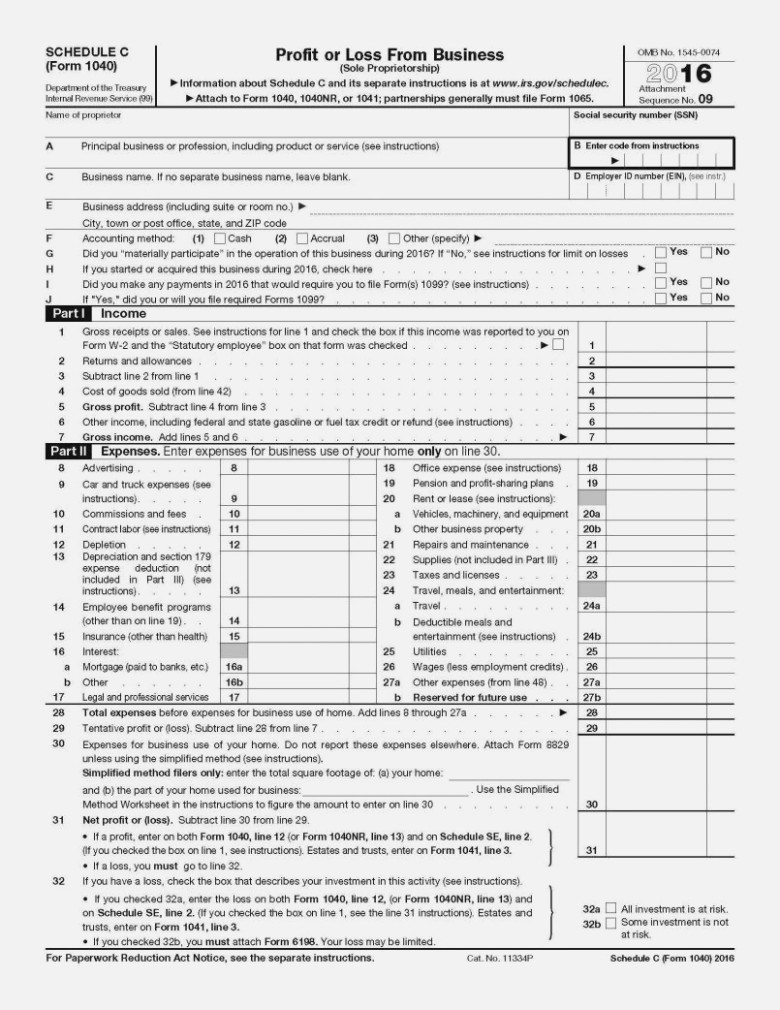 SCHEDULE C
(Form 1040)
Department of the Treasury
Internal Revenue Service (99)
Profit or Loss From Business
(Sole Proprietorship)
▶ Information about Schedule C and its separate instructions is at www.irs.gov/schedulec.
▶ Attach to Form 1040, 1040NR, or 1041; partnerships generally must file Form 1065.
OMB No. 1545-0074
2016
Attachment
Sequence No. 09
Name of proprietor
Social security number (SSN)
A Principal business or profession, including product or service (see instructions)
B Enter code from instructions
▶
C Business name. If no separate business name, leave blank.
D Employer ID number (EIN), (see instr.)
E Business address (including suite or room no.) ▶
City, town or post office, state, and ZIP code
F Accounting method: (1) Cash (2) Accrual (3) Other (specify) ▶
G Did you "materially participate" in the operation of this business during 2016? If "No," see instructions for limit on losses . Yes No
H If you started or acquired this business during 2016, check here . . . . . . . . . . ▶
I Did you make any payments in 2016 that would require you to file Form(s) 1099? (see instructions) . . . . . . . . Yes No
J If "Yes," did you or will you file required Forms 1099? . . . . . . . . . . Yes No
Part I Income
1 Gross receipts or sales. See instructions for line 1 and check the box if this income was reported to you on
Form W-2 and the "Statutory employee" box on that form was checked . . . . . . . . . ▶ 1
2 Returns and allowances . . . . . . . . . . 2
3 Subtract line 2 from line 1 . . . . . . . . . . 3
4 Cost of goods sold (from line 42) . . . . . . . . . . 4
5 Gross profit. Subtract line 4 from line 3 . . . . . . . . . . 5
6 Other income, including federal and state gasoline or fuel tax credit or refund (see instructions) . . . . 6
7 Gross income. Add lines 5 and 6 . . . . . . . . . . ▶ 7
Part II Expenses. Enter expenses for business use of your home only on line 30.
8 Advertising . . . . . 8
9 Car and truck expenses (see
instructions). . . . . 9
10 Commissions and fees . 10
11 Contract labor (see instructions) 11
12 Depletion . . . . . 12
13 Depreciation and section 179
expense deduction (not
included in Part III) (see
instructions). . . . . 13
14 Employee benefit programs
(other than on line 19). . 14
15 Insurance (other than health) 15
16 Interest:
a Mortgage (paid to banks, etc.) 16a
b Other . . . . . . 16b
17 Legal and professional services 17
18 Office expense (see instructions) 18
19 Pension and profit-sharing plans . 19
20 Rent or lease (see instructions):
a Vehicles, machinery, and equipment 20a
b Other business property . . . 20b
21 Repairs and maintenance . . . 21
22 Supplies (not included in Part III) . 22
23 Taxes and licenses . . . . . 23
24 Travel, meals, and entertainment:
a Travel . . . . . . . . . 24a
b Deductible meals and
entertainment (see instructions) . 24b
25 Utilities . . . . . . . . 25
26 Wages (less employment credits) . 26
27a Other expenses (from line 48) . . 27a
b Reserved for future use . . . 27b
28 Total expenses before expenses for business use of home. Add lines 8 through 27a . . . . . . ▶ 28
29 Tentative profit or (loss). Subtract line 28 from line 7 . . . . . . . . . . 29
30 Expenses for business use of your home. Do not report these expenses elsewhere. Attach Form 8829
unless using the simplified method (see instructions).
Simplified method filers only: enter the total square footage of: (a) your home:
and (b) the part of your home used for business: . Use the Simplified
Method Worksheet in the instructions to figure the amount to enter on line 30 . . . . . . . . 30
31 Net profit or (loss). Subtract line 30 from line 29.
• If a profit, enter on both Form 1040, line 12 (or Form 1040NR, line 13) and on Schedule SE, line 2.
(If you checked the box on line 1, see instructions). Estates and trusts, enter on Form 1041, line 3. 31
• If a loss, you must go to line 32.
32 If you have a loss, check the box that describes your investment in this activity (see instructions).
• If you checked 32a, enter the loss on both Form 1040, line 12, (or Form 1040NR, line 13) and
on Schedule SE, line 2. (If you checked the box on line 1, see the line 31 instructions). Estates and
trusts, enter on Form 1041, line 3.
• If you checked 32b, you must attach Form 6198. Your loss may be limited.
32a All investment is at risk.
32b Some investment is not
at risk.
For Paperwork Reduction Act Notice, see the separate instructions. Cat. No. 11334P Schedule C (Form 1040) 2016